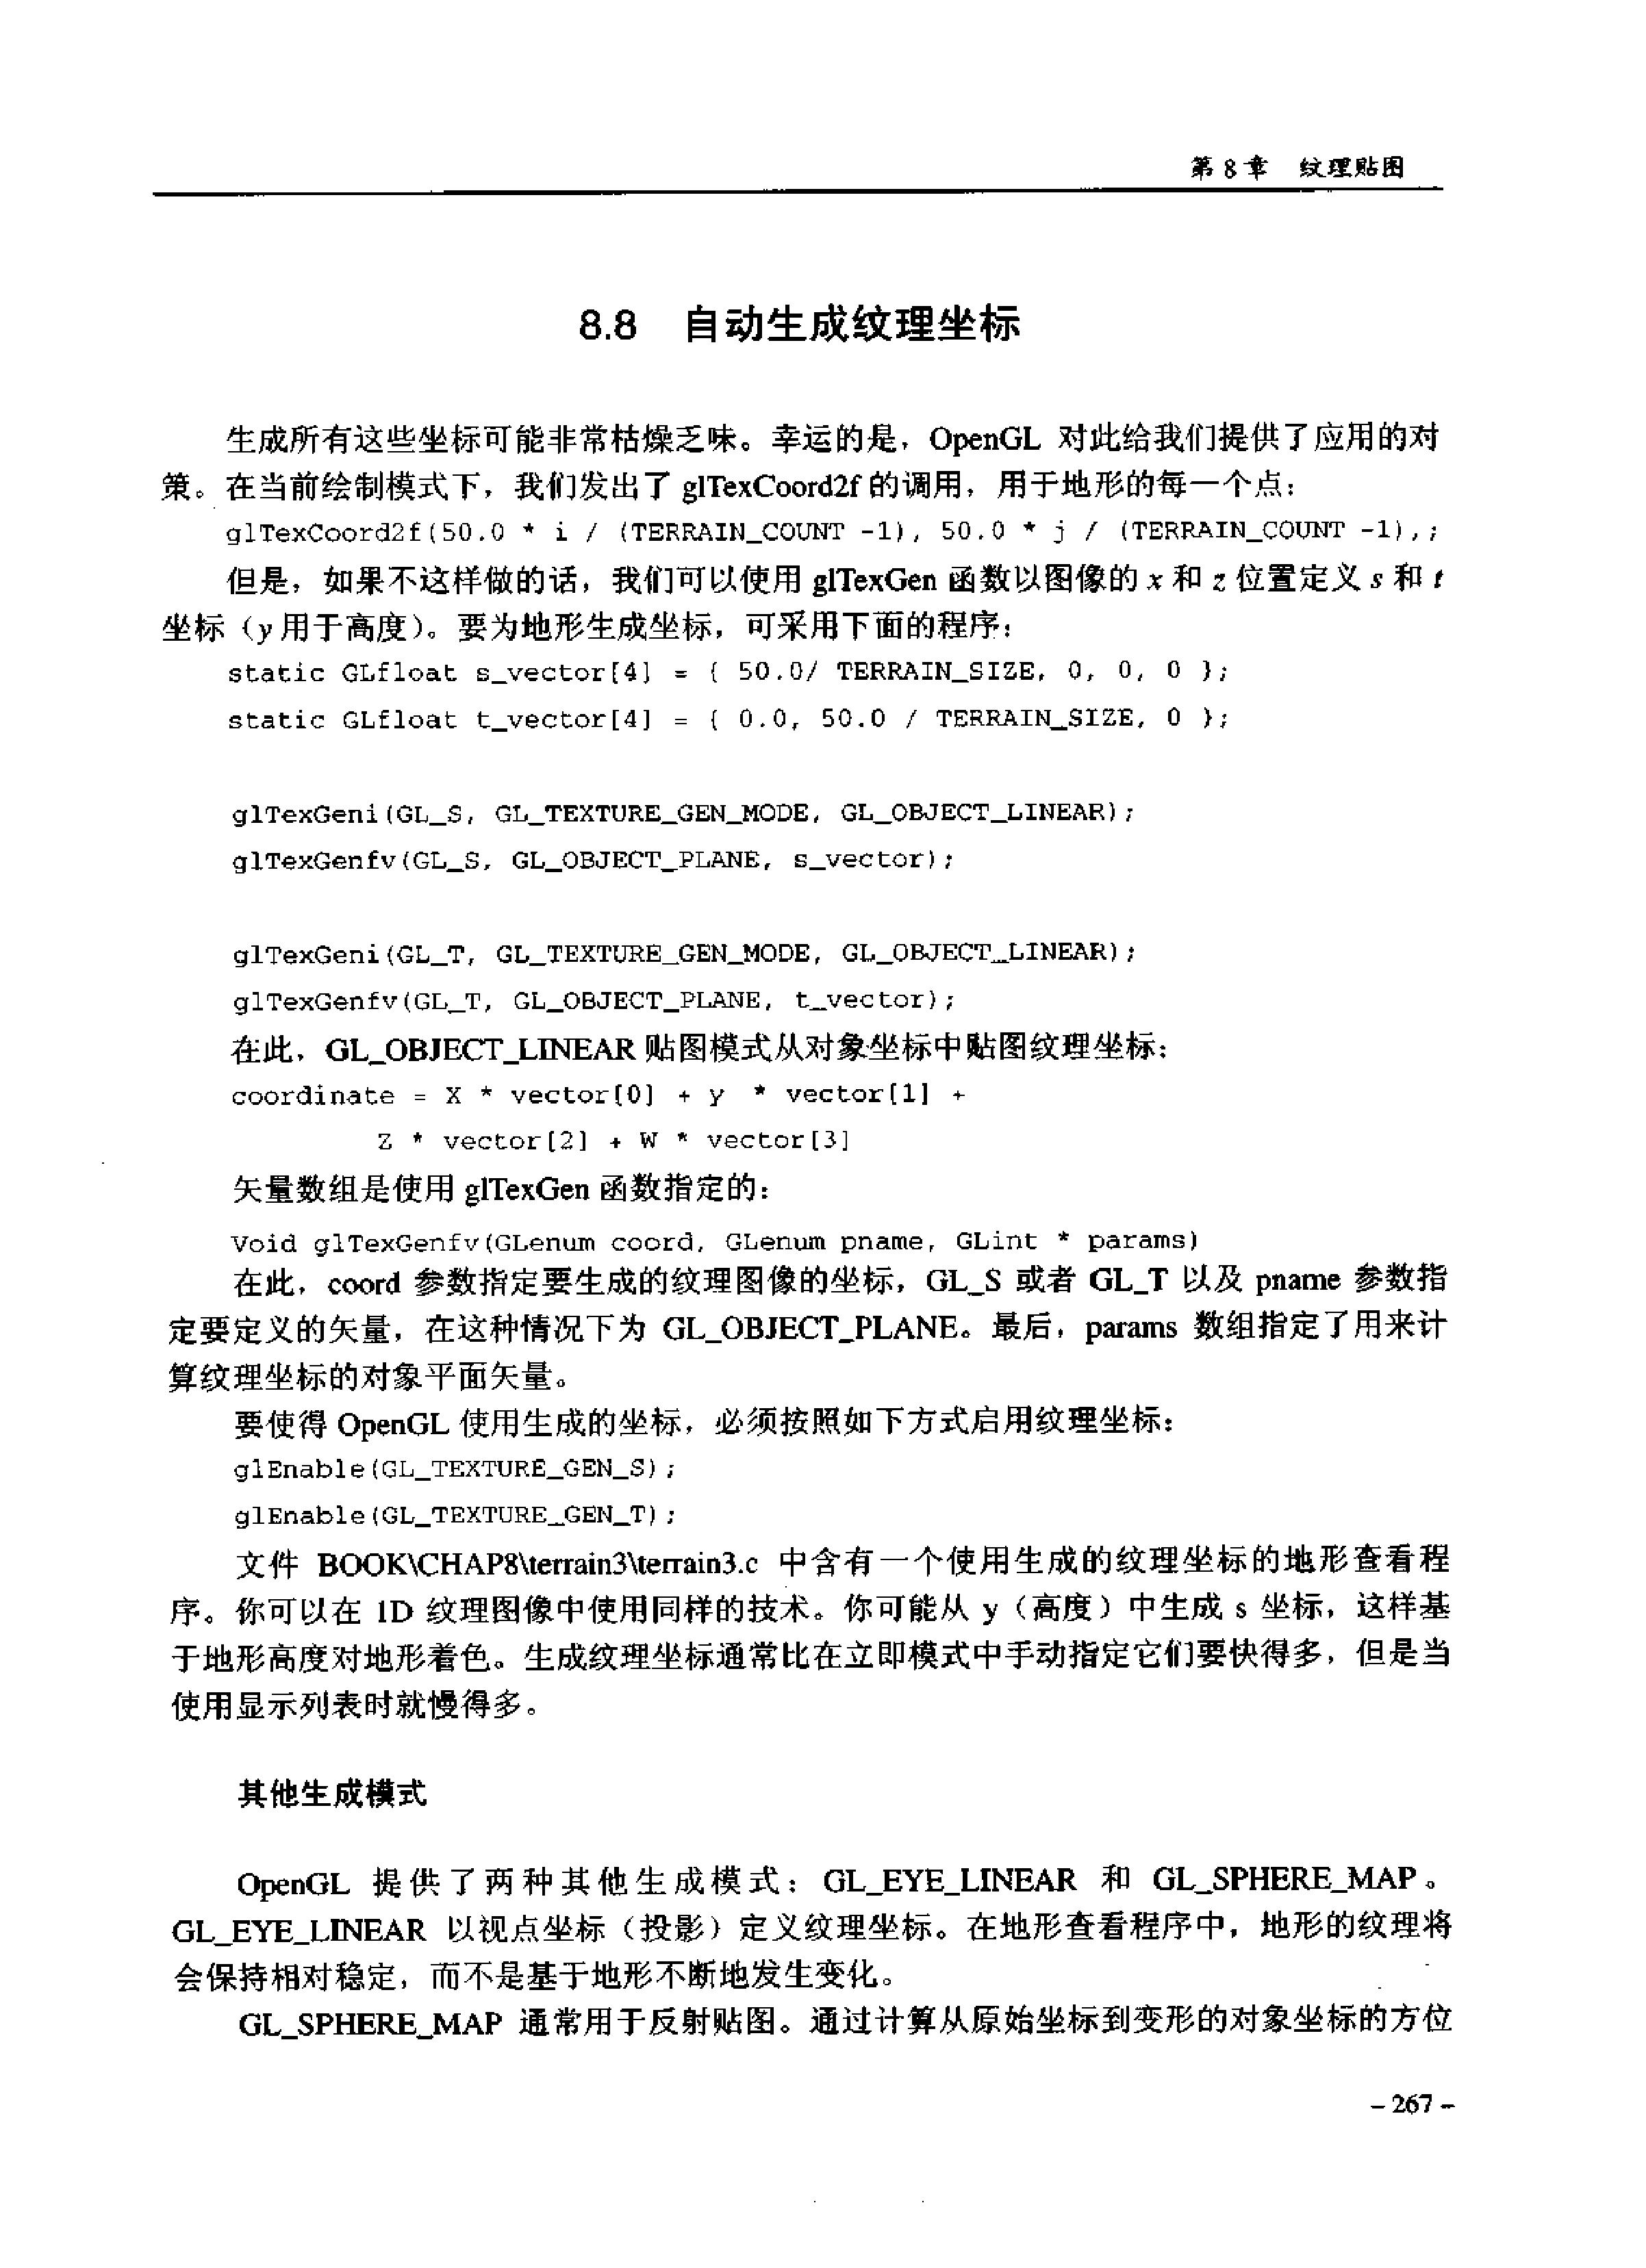 第 8 章 纹理贴图
8.8 自动生成纹理坐标
生成所有这些坐标可能非常枯燥乏味。幸运的是，OpenGL 对此给我们提供了应用的对
策。在当前绘制模式下，我们发出了 glTexCoord2f 的调用，用于地形的每一个点：
glTexCoord2f(50.0 * i / (TERRAIN_COUNT -1), 50.0 * j / (TERRAIN_COUNT -1),;
但是，如果不这样做的话，我们可以使用 glTexGen 函数以图像的 x 和 z 位置定义 s 和 t
坐标（y 用于高度）。要为地形生成坐标，可采用下面的程序：
static GLfloat s_vector[4] = { 50.0/ TERRAIN_SIZE, 0, 0, 0 };
static GLfloat t_vector[4] = { 0.0, 50.0 / TERRAIN_SIZE, 0 };
glTexGeni(GL_S, GL_TEXTURE_GEN_MODE, GL_OBJECT_LINEAR);
glTexGenfv(GL_S, GL_OBJECT_PLANE, s_vector);
glTexGeni(GL_T, GL_TEXTURE_GEN_MODE, GL_OBJECT_LINEAR);
glTexGenfv(GL_T, GL_OBJECT_PLANE, t_vector);
在此，GL_OBJECT_LINEAR 贴图模式从对象坐标中贴图纹理坐标：
coordinate = X * vector[0] + y * vector[1] +
Z * vector[2] + W * vector[3]
矢量数组是使用 glTexGen 函数指定的：
Void glTexGenfv(GLenum coord, GLenum pname, GLint * params)
在此，coord 参数指定要生成的纹理图像的坐标，GL_S 或者 GL_T 以及 pname 参数指
定要定义的矢量，在这种情况下为 GL_OBJECT_PLANE。最后，params 数组指定了用来计
算纹理坐标的对象平面矢量。
要使得 OpenGL 使用生成的坐标，必须按照如下方式启用纹理坐标：
glEnable(GL_TEXTURE_GEN_S);
glEnable(GL_TEXTURE_GEN_T);
文件 BOOK\CHAP8\terrain3\terrain3.c 中含有一个使用生成的纹理坐标的地形查看程
序。你可以在 1D 纹理图像中使用同样的技术。你可能从 y（高度）中生成 s 坐标，这样基
于地形高度对地形着色。生成纹理坐标通常比在立即模式中手动指定它们要快得多，但是当
使用显示列表时就慢得多。
其他生成模式
OpenGL 提供了两种其他生成模式：GL_EYE_LINEAR 和 GL_SPHERE_MAP。
GL_EYE_LINEAR 以视点坐标（投影）定义纹理坐标。在地形查看程序中，地形的纹理将
会保持相对稳定，而不是基于地形不断地发生变化。
GL_SPHERE_MAP 通常用于反射贴图。通过计算从原始坐标到变形的对象坐标的方位
– 267 –